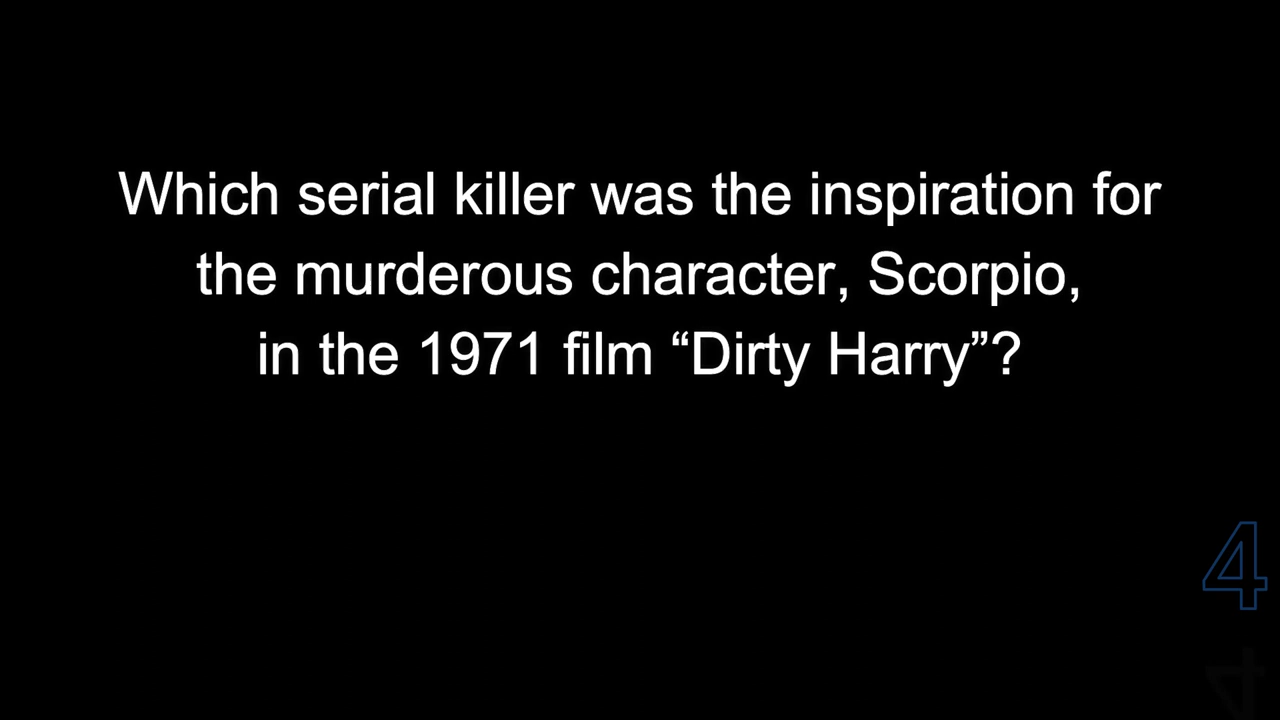 Which serial killer was the inspiration for
the murderous character, Scorpio,
in the 1971 film “Dirty Harry”?
4